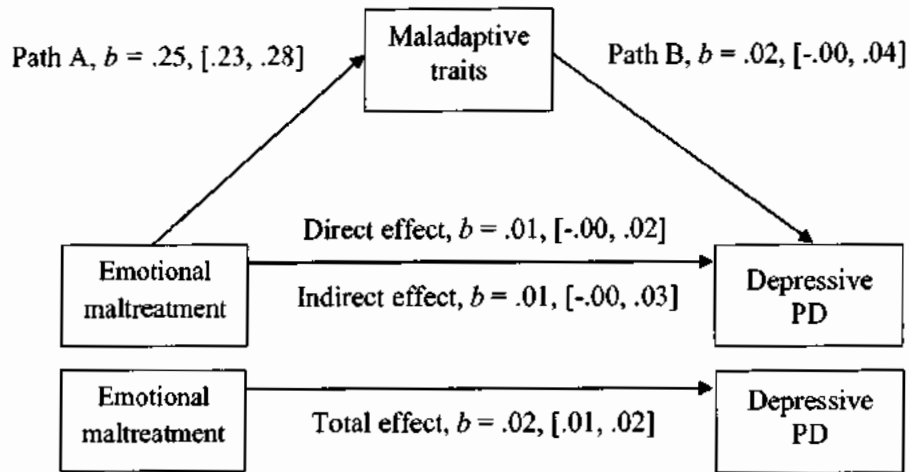 Path A, b = .25, [.23, .28]
Maladaptive
traits
Path B, b = .02, [-.00, .04]
Direct effect, b = .01, [-.00, .02]
Emotional
maltreatment
Indirect effect, b = .01, [-.00, .03]
Depressive
PD
Emotional
maltreatment
Total effect, b = .02, [.01, .02]
Depressive
PD